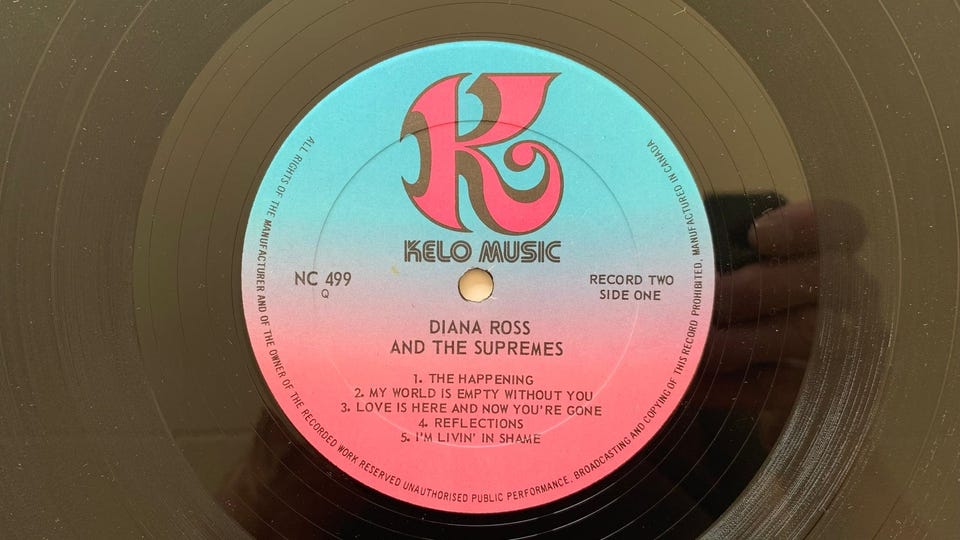 K
KELO MUSIC
NC 499
Q
RECORD TWO
SIDE ONE
DIANA ROSS
AND THE SUPREMES
1. THE HAPPENING
2. MY WORLD IS EMPTY WITHOUT YOU
3. LOVE IS HERE AND NOW YOU'RE GONE
4. REFLECTIONS
5. I'M LIVIN' IN SHAME
ALL RIGHTS OF THE MANUFACTURER AND OF THE OWNER OF THE RECORDED WORK RESERVED UNAUTHORISED PUBLIC PERFORMANCE, BROADCASTING AND COPYING OF THIS RECORD PROHIBITED, MANUFACTURED IN CANADA